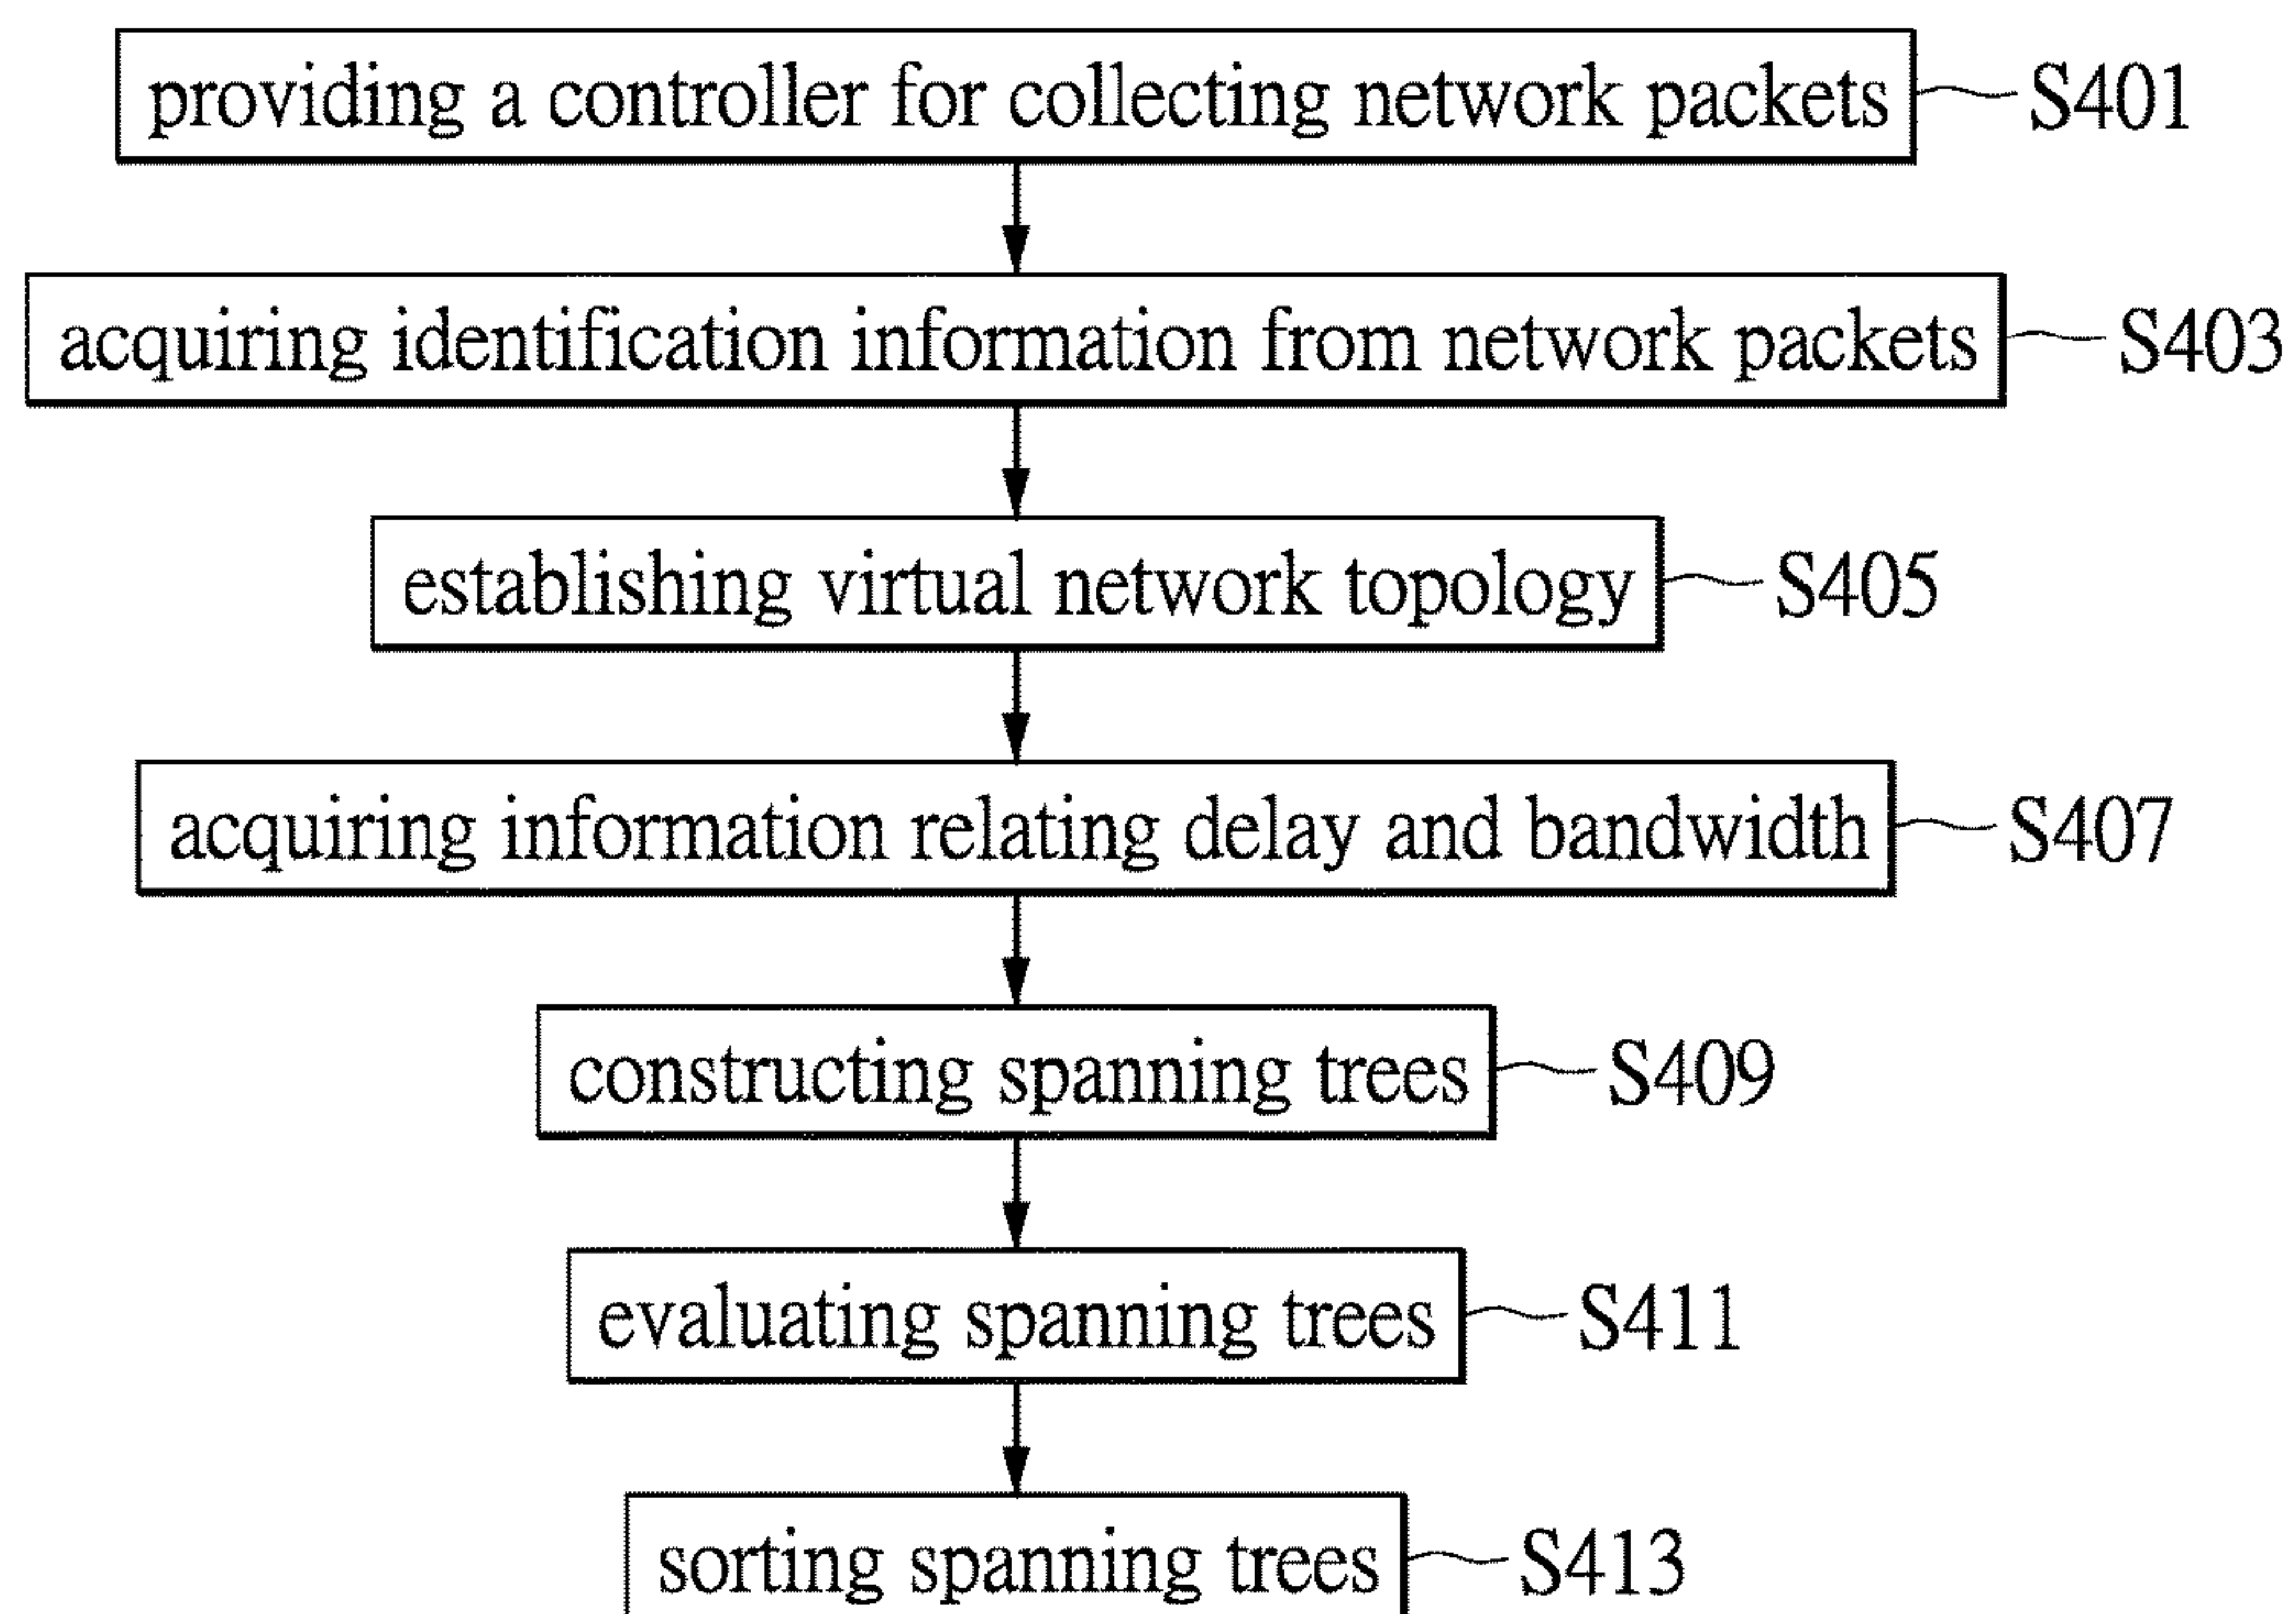 providing a controller for collecting network packets S401
acquiring identification information from network packets S403
establishing virtual network topology S405
acquiring information relating delay and bandwidth S407
constructing spanning trees S409
evaluating spanning trees S411
sorting spanning trees S413